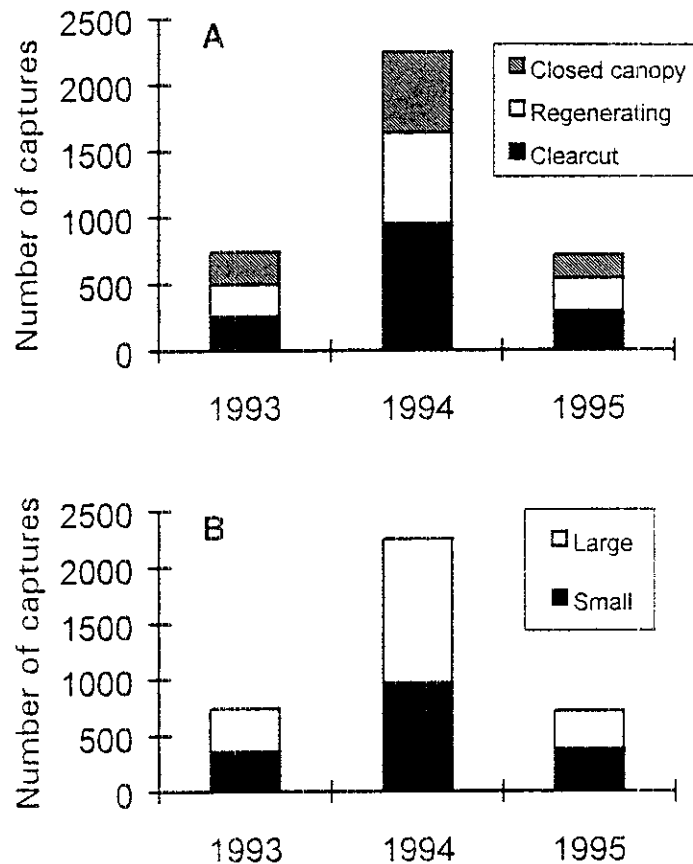 A
Number of captures
2500
2000
1500
1000
500
0
Closed canopy
Regenerating
Clearcut
1993 1994 1995
B
Number of captures
2500
2000
1500
1000
500
0
Large
Small
1993 1994 1995